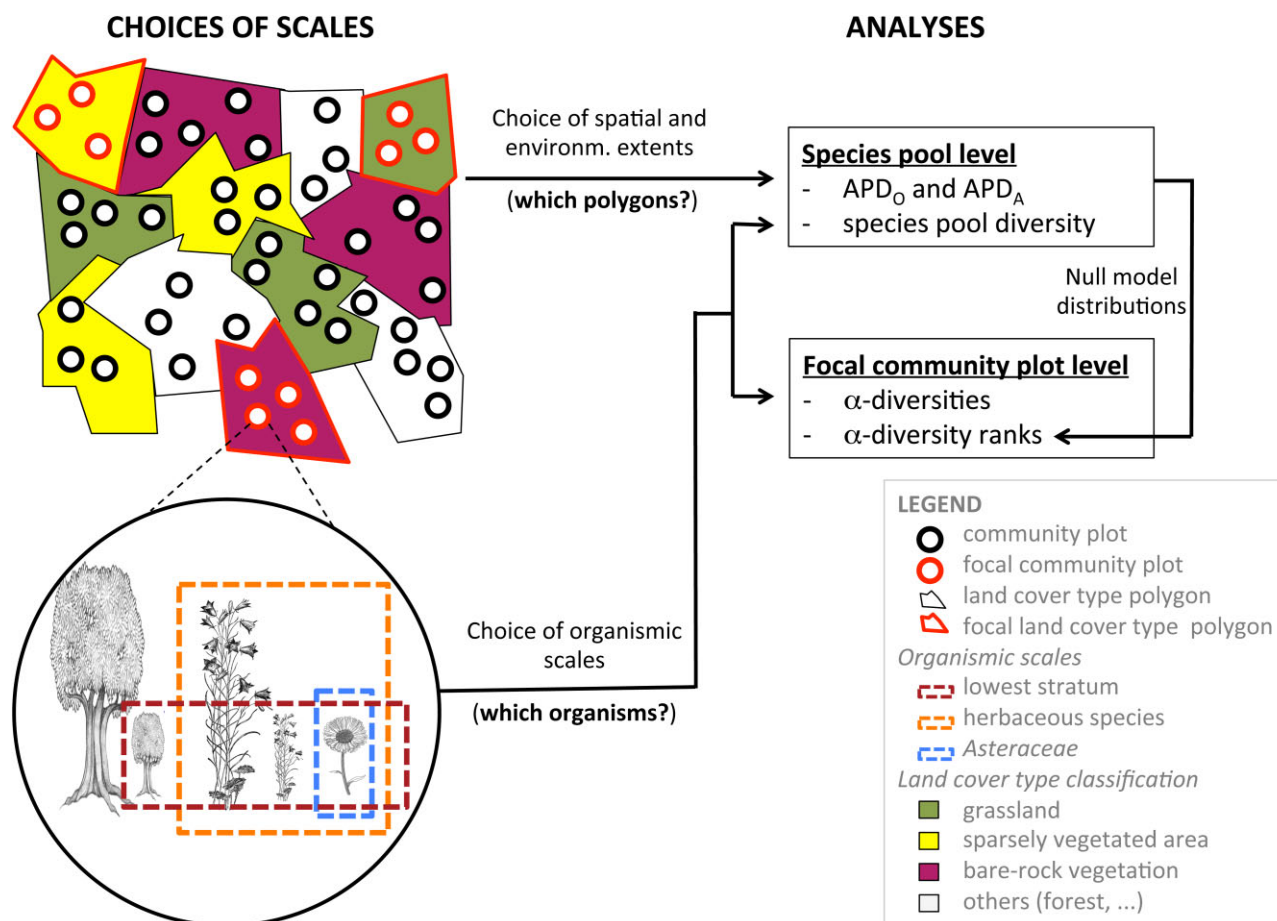 CHOICES OF SCALES
ANALYSES
Choice of spatial and
environm. extents
(which polygons?)
Species pool level
- APDO and APDA
- species pool diversity
Null model
distributions
Focal community plot level
- α-diversities
- α-diversity ranks
Choice of organismic
scales
(which organisms?)
LEGEND
community plot
focal community plot
land cover type polygon
focal land cover type polygon
Organismic scales
lowest stratum
herbaceous species
Asteraceae
Land cover type classification
grassland
sparsely vegetated area
bare-rock vegetation
others (forest, ...)